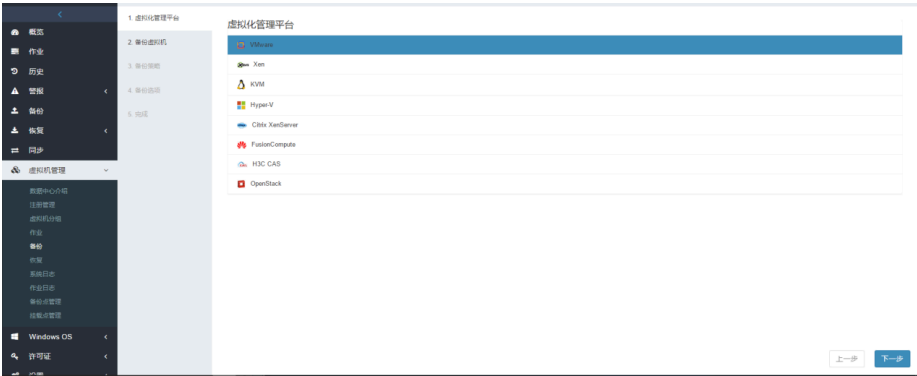 概览
作业
历史
警报
备份
恢复
同步
虚拟机管理
数据中心介绍
注册管理
虚拟机分组
作业
备份
恢复
系统日志
作业日志
备份点管理
挂载点管理
Windows OS
许可证
设置
1. 虚拟化管理平台
2. 备份虚拟机
3. 备份策略
4. 备份选项
5. 完成
虚拟化管理平台
VMware
Xen
KVM
Hyper-V
Citrix XenServer
FusionCompute
H3C CAS
OpenStack
上一步
下一步